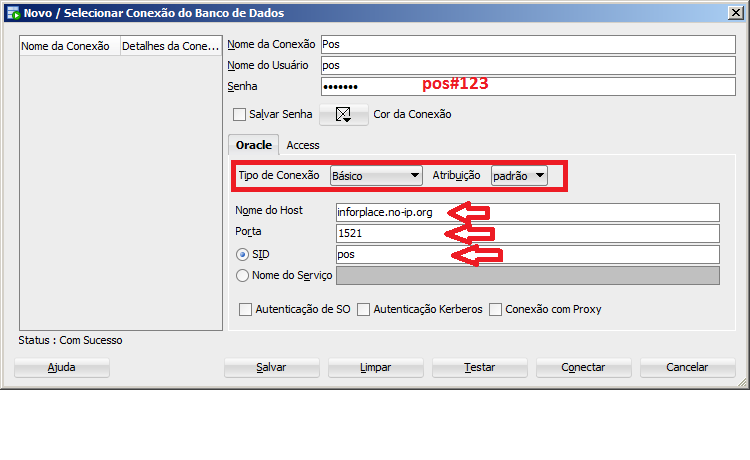 Novo / Selecionar Conexão do Banco de Dados
Nome da Conexão Detalhes da Cone...
Nome da Conexão Pos
Nome do Usuário pos
Senha ••••••• pos#123
Salvar Senha Cor da Conexão
Oracle Access
Tipo de Conexão Básico Atribuição padrão
Nome do Host inforplace.no-ip.org
Porta 1521
SID pos
Nome do Serviço
Autenticação de SO Autenticação Kerberos Conexão com Proxy
Status : Com Sucesso
Ajuda Salvar Limpar Testar Conectar Cancelar